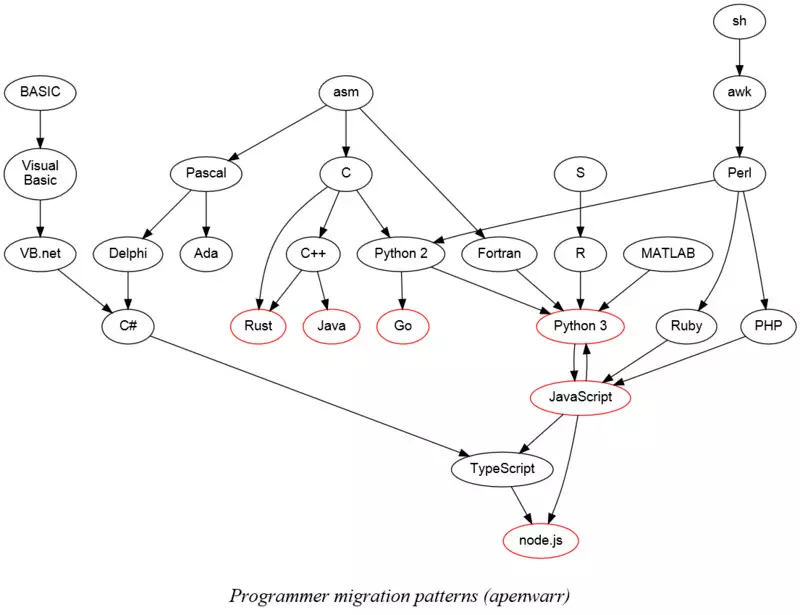 sh
BASIC
asm
awk
Visual
Basic
Pascal
C
S
Perl
VB.net
Delphi
Ada
C++
Python 2
Fortran
R
MATLAB
C#
Rust
Java
Go
Python 3
Ruby
PHP
JavaScript
TypeScript
node.js
Programmer migration patterns (apenwarr)